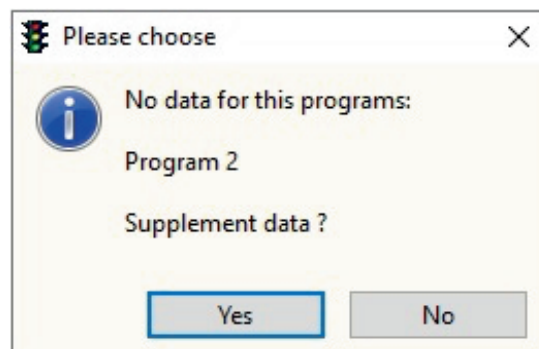 Please choose
No data for this programs:
Program 2
Supplement data ?
Yes No